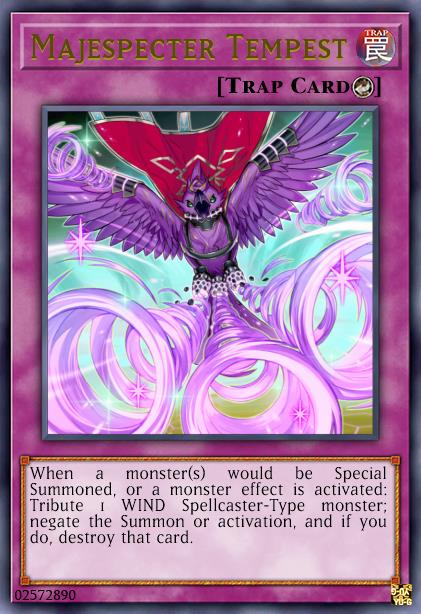 Majespecter Tempest
TRAP
罠
[Trap Card]
When a monster(s) would be Special
Summoned, or a monster effect is activated:
Tribute 1 WIND Spellcaster-Type monster;
negate the Summon or activation, and if you
do, destroy that card.
02572890